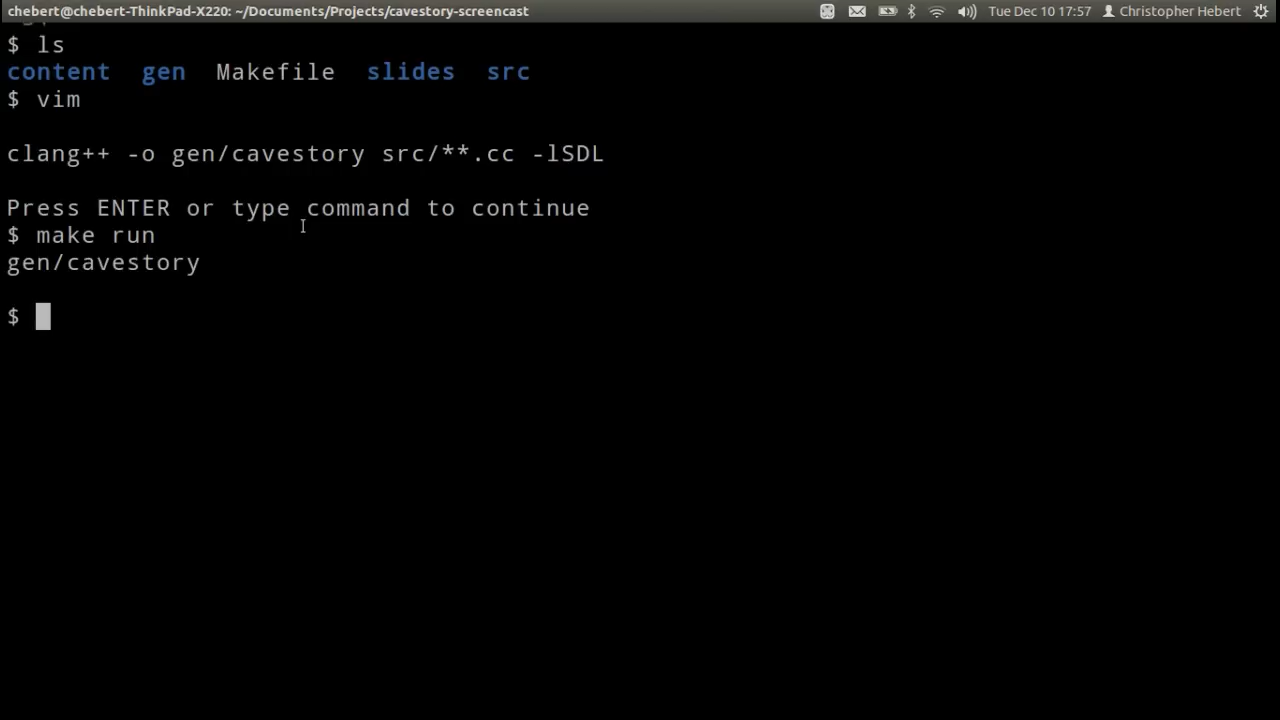 chebert@chebert-ThinkPad-X220: ~/Documents/Projects/cavestory-screencast Tue Dec 10 17:57 Christopher Hebert
$ ls
content gen Makefile slides src
$ vim
clang++ -o gen/cavestory src/**.cc -lSDL
Press ENTER or type command to continue
$ make run
gen/cavestory
$